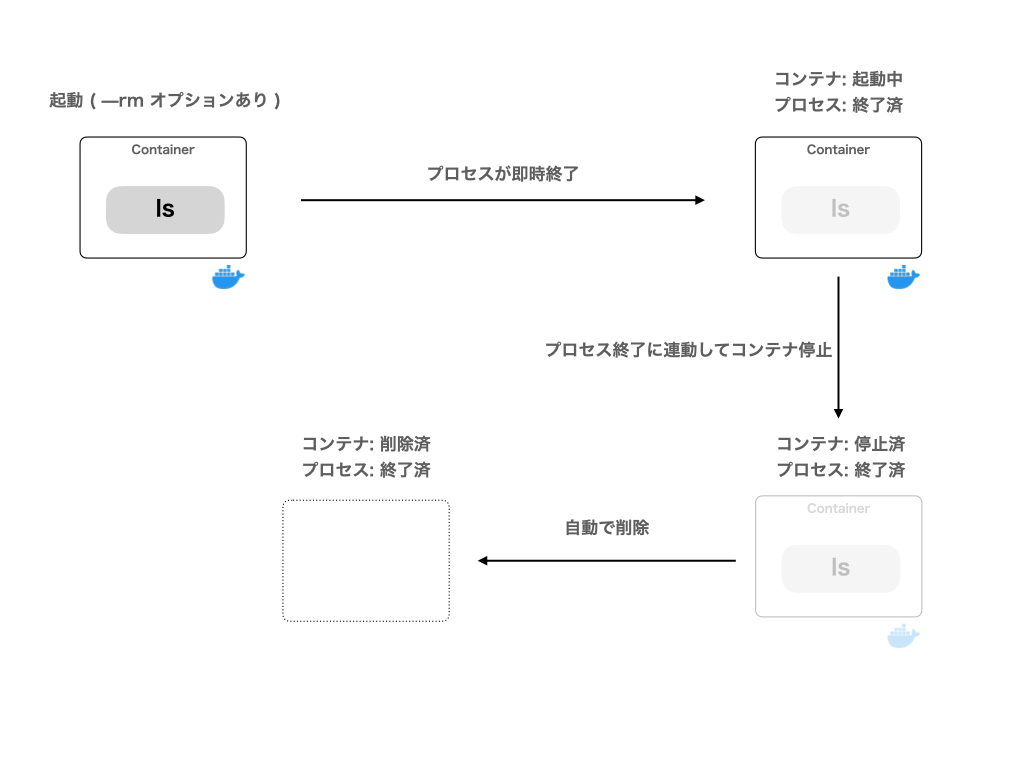 起動 ( —rm オプションあり )
Container
ls
プロセスが即時終了
コンテナ: 起動中
プロセス: 終了済
Container
ls
プロセス終了に連動してコンテナ停止
コンテナ: 停止済
プロセス: 終了済
Container
ls
自動で削除
コンテナ: 削除済
プロセス: 終了済